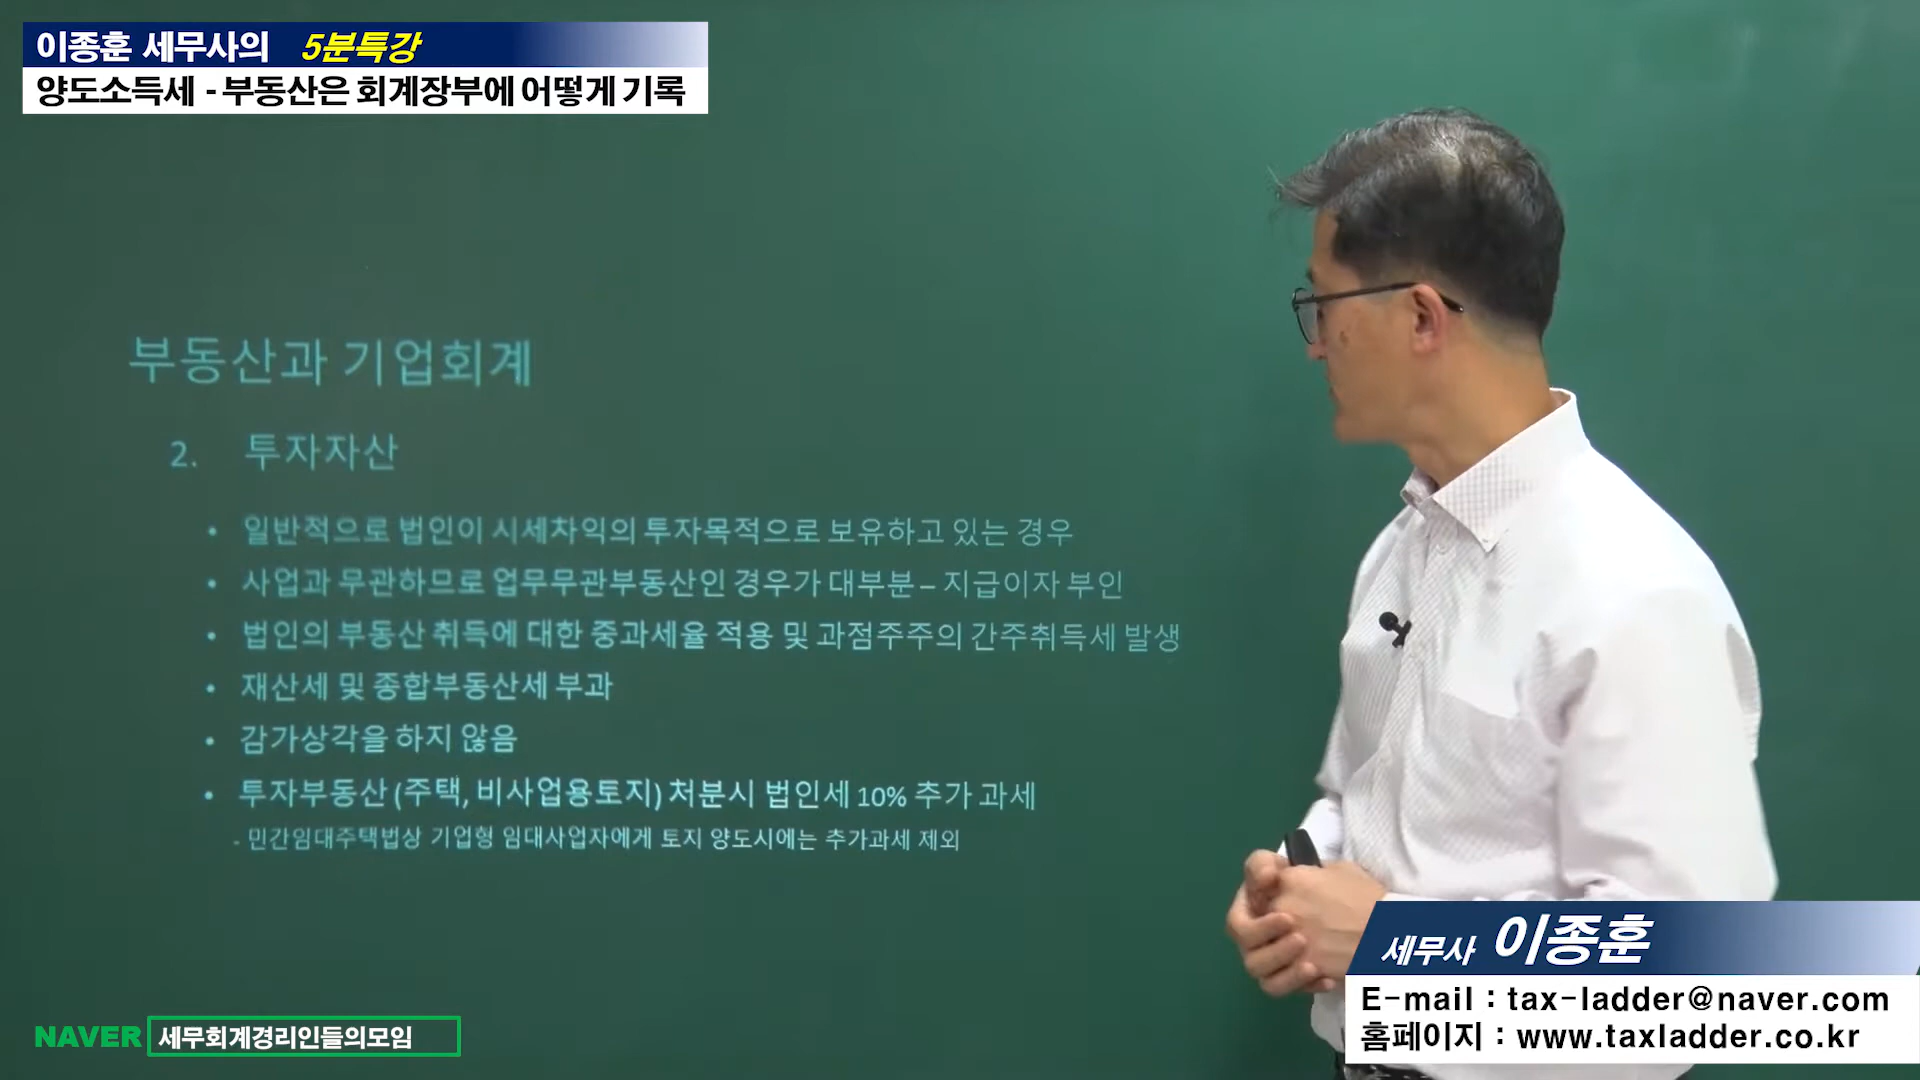 이종훈 세무사의 5분특강
양도소득세 - 부동산은 회계장부에 어떻게 기록
부동산과 기업회계
2. 투자자산
• 일반적으로 법인이 시세차익의 투자목적으로 보유하고 있는 경우
• 사업과 무관하므로 업무무관부동산인 경우가 대부분 – 지급이자 부인
• 법인의 부동산 취득에 대한 중과세율 적용 및 과점주주의 간주취득세 발생
• 재산세 및 종합부동산세 부과
• 감가상각을 하지 않음
• 투자부동산 (주택, 비사업용토지) 처분시 법인세 10% 추가 과세
- 민간임대주택법상 기업형 임대사업자에게 토지 양도시에는 추가과세 제외
세무사 이종훈
E-mail : tax-ladder@naver.com
홈페이지 : www.taxladder.co.kr
NAVER 세무회계경리인들의모임